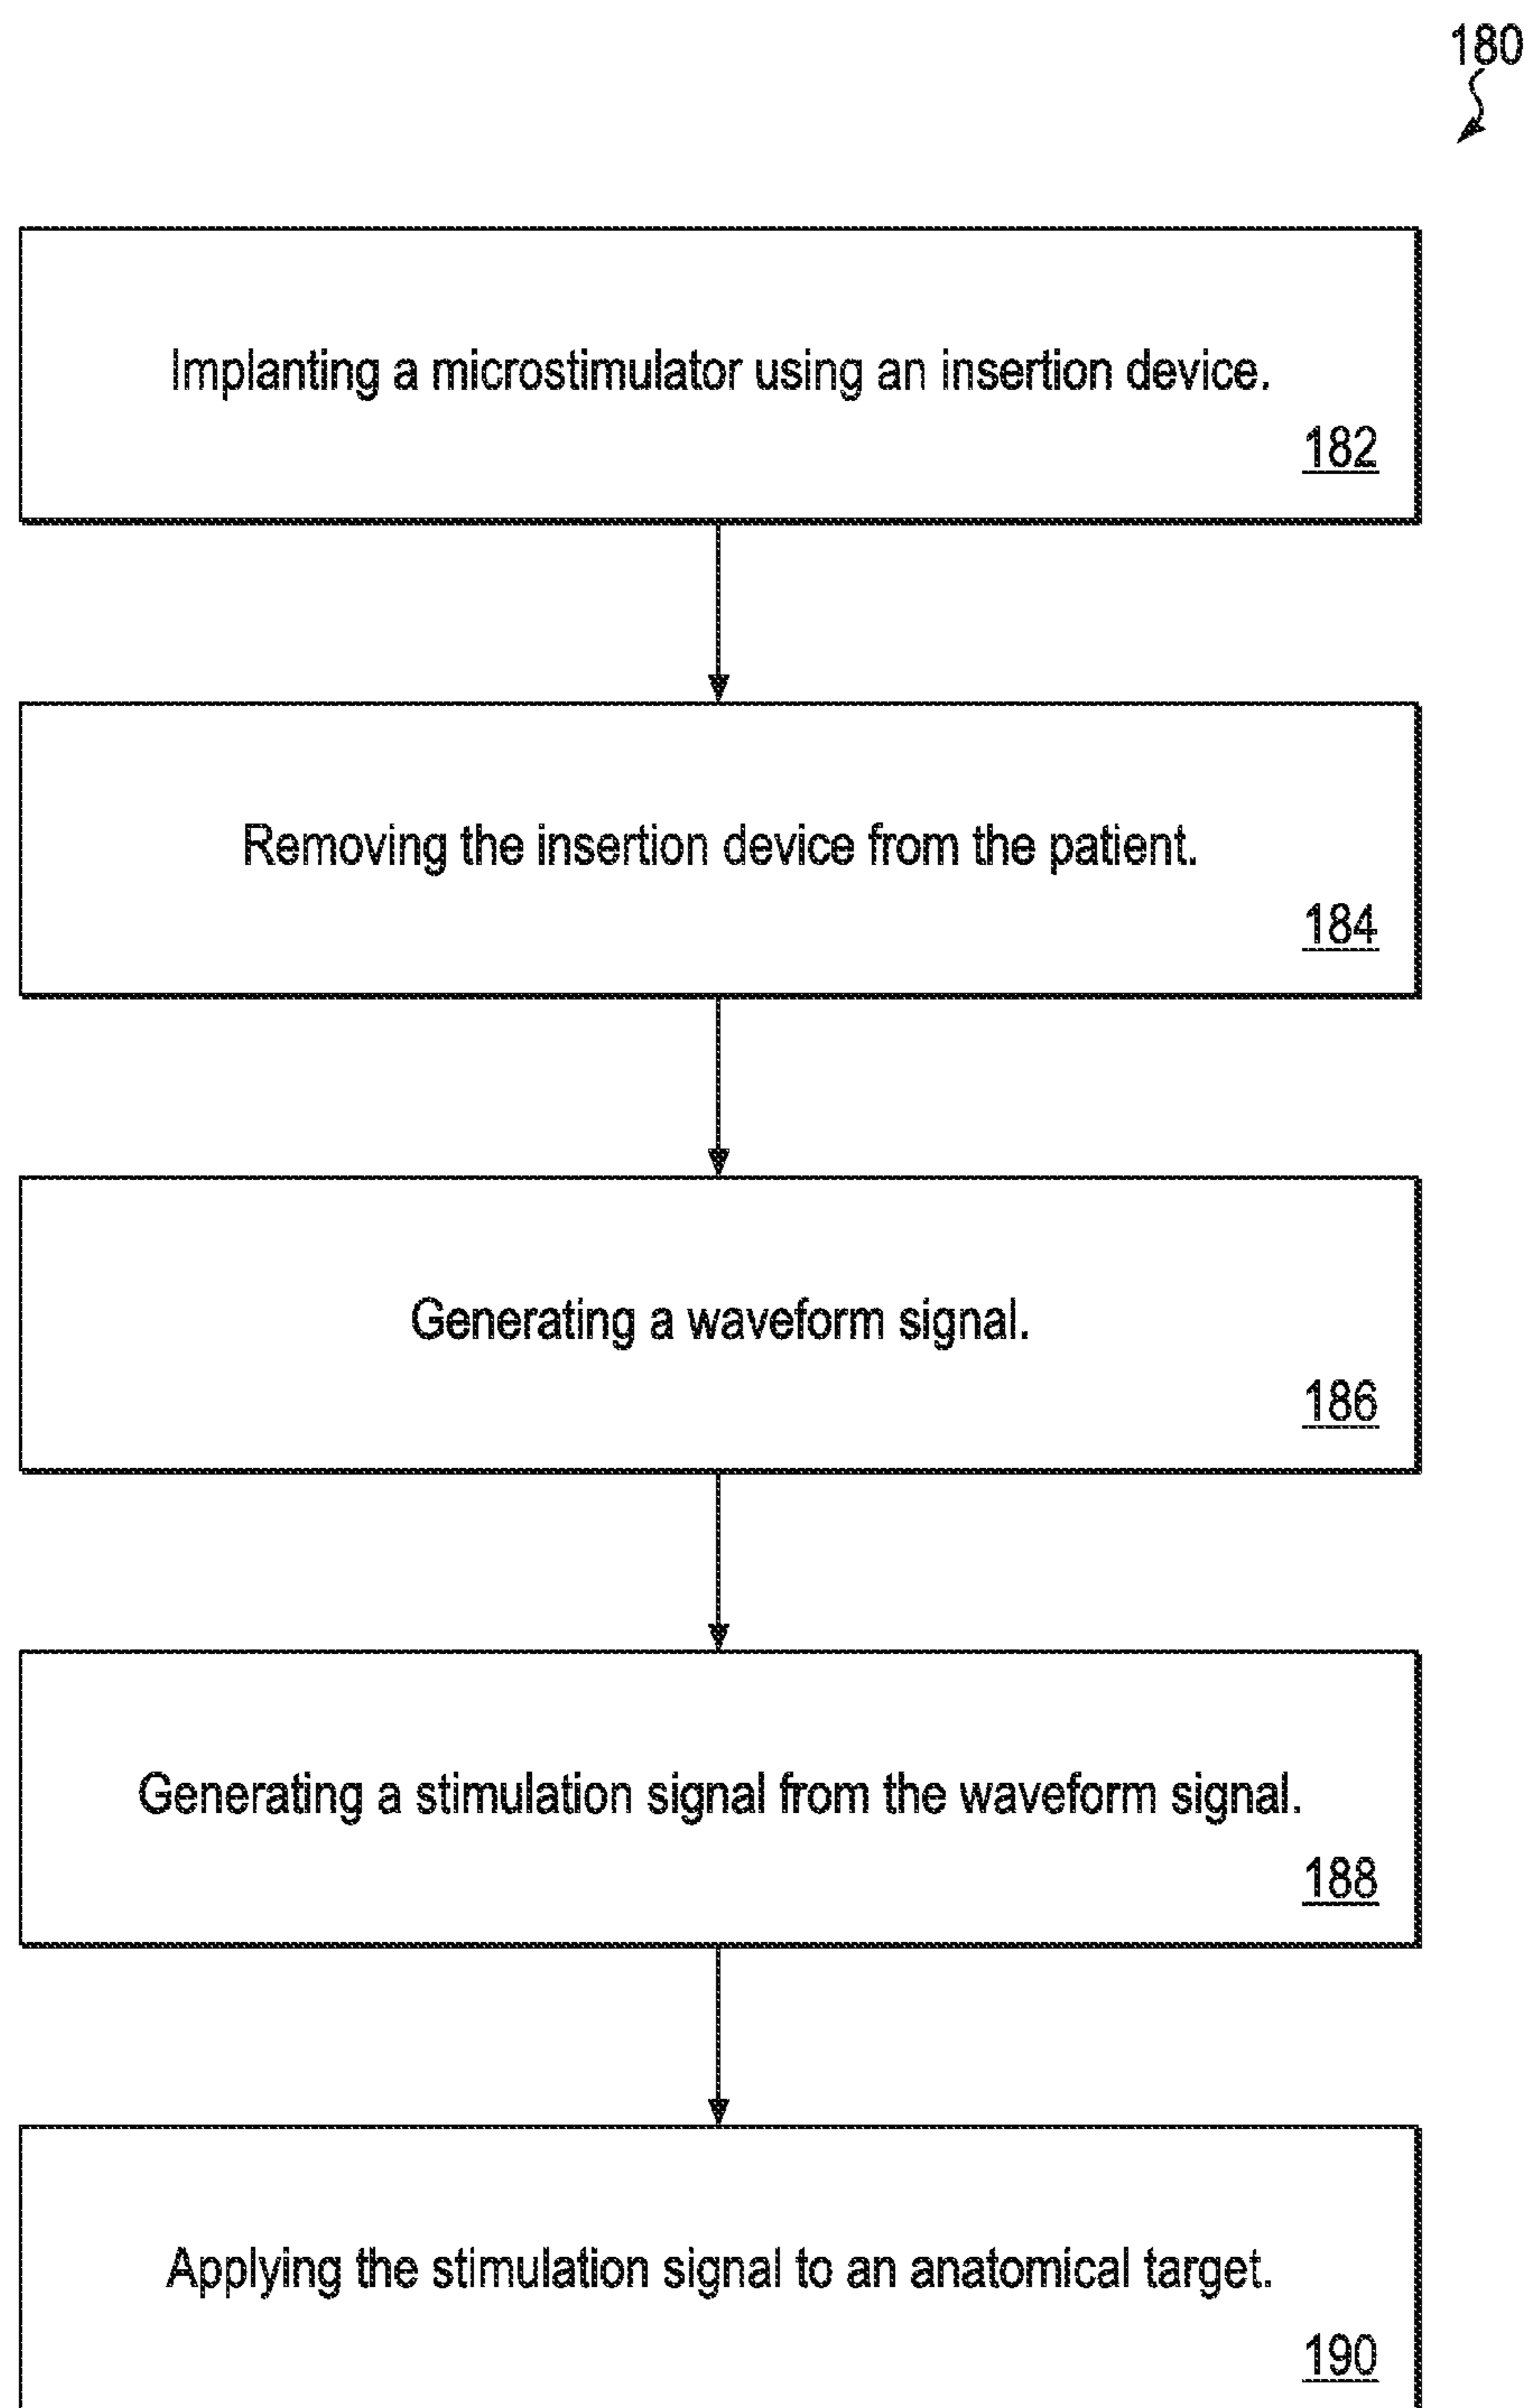 180
Implanting a microstimulator using an insertion device.
182
Removing the insertion device from the patient.
184
Generating a waveform signal.
186
Generating a stimulation signal from the waveform signal.
188
Applying the stimulation signal to an anatomical target.
190